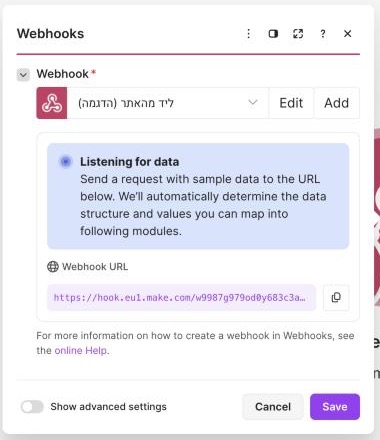 Webhooks
Webhook*
ליד מהאתר (הדגמה)
Edit
Add
Listening for data
Send a request with sample data to the URL
below. We'll automatically determine the data
structure and values you can map into
following modules.
Webhook URL
https://hook.eu1.make.com/w9987g979od0y683c3a...
For more information on how to create a webhook in Webhooks, see
the online Help.
Show advanced settings
Cancel
Save